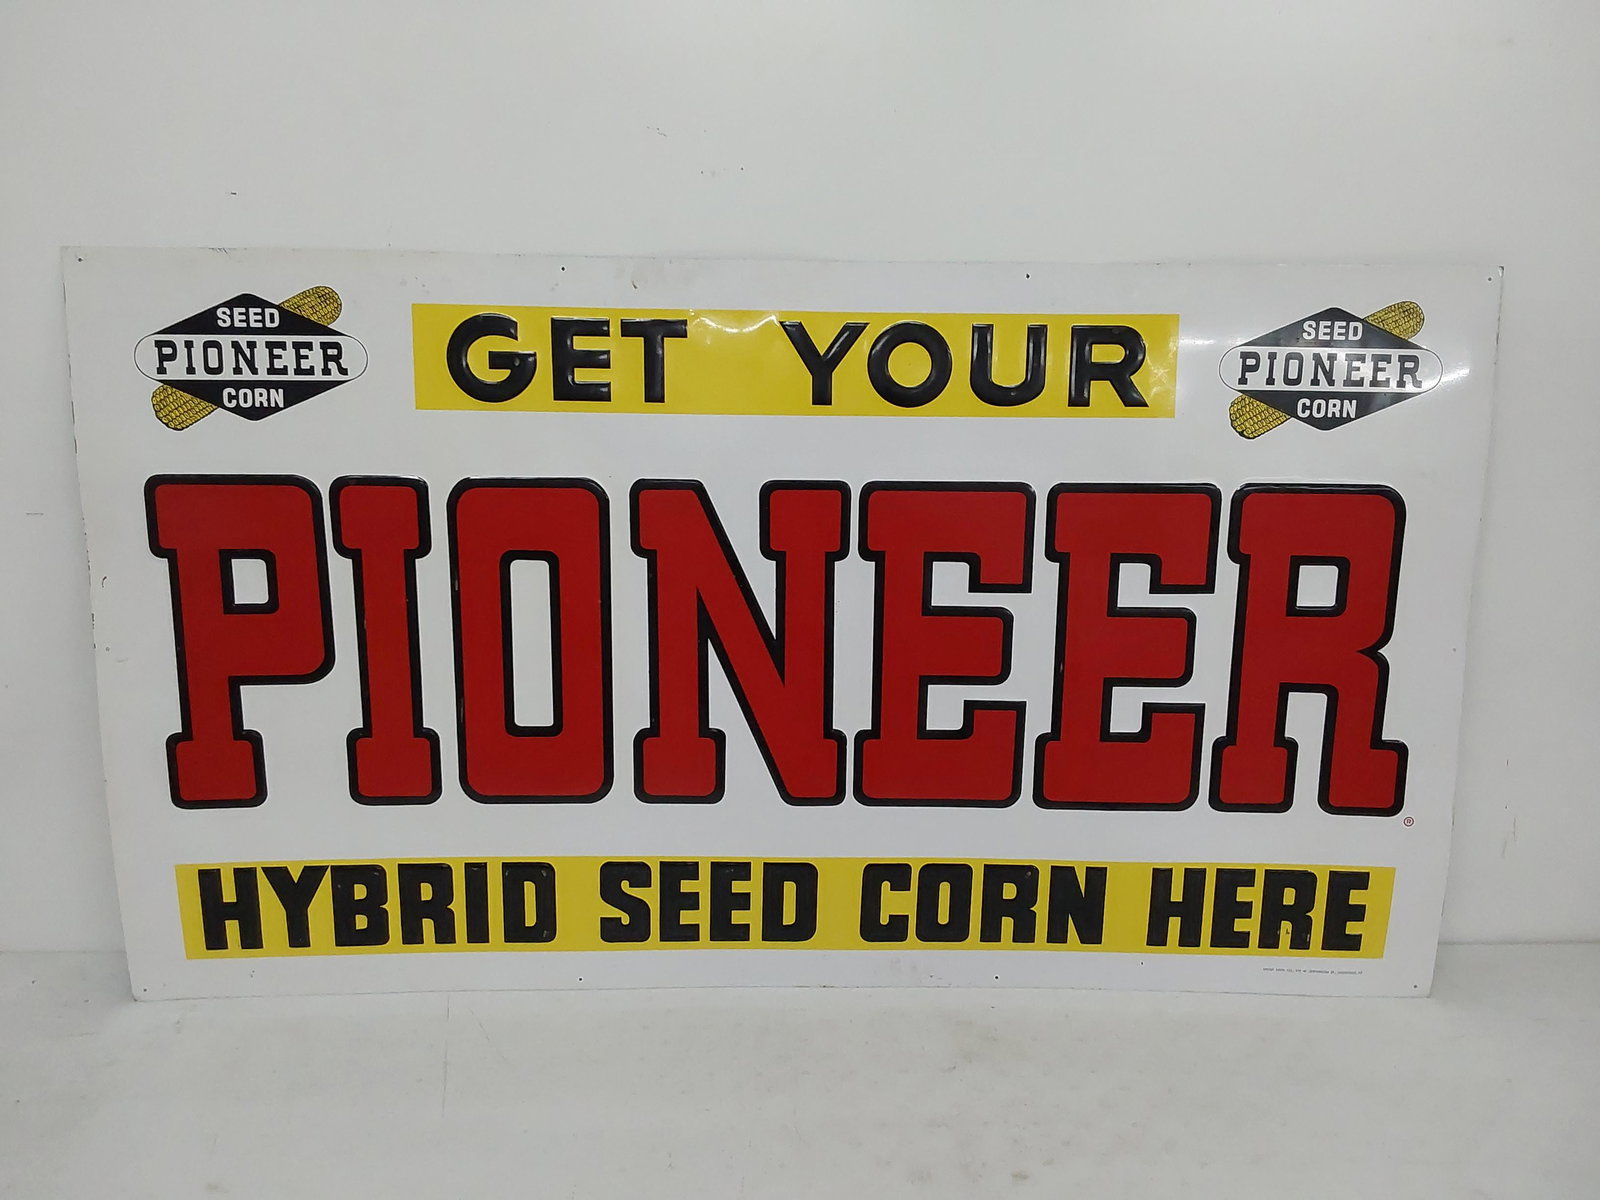 SEED
PIONEER
CORN
GET YOUR
SEED
PIONEER
CORN
PIONEER
®
HYBRID SEED CORN HERE